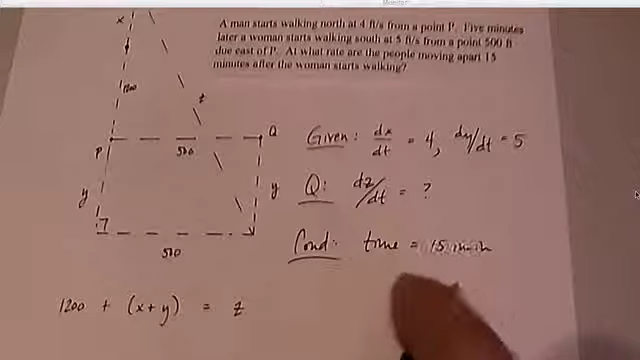 A man starts walking north at 4 ft/s from a point P. Five minutes
later a woman starts walking south at 5 ft/s from a point 500 ft
due east of P. At what rate are the people moving apart 15
minutes after the woman starts walking?
x
1200
z
P
500
Q
y
y
500
Given: dx/dt = 4, dy/dt = 5
Q: dz/dt = ?
Cond: time = 15 min
1200 + (x+y) = z